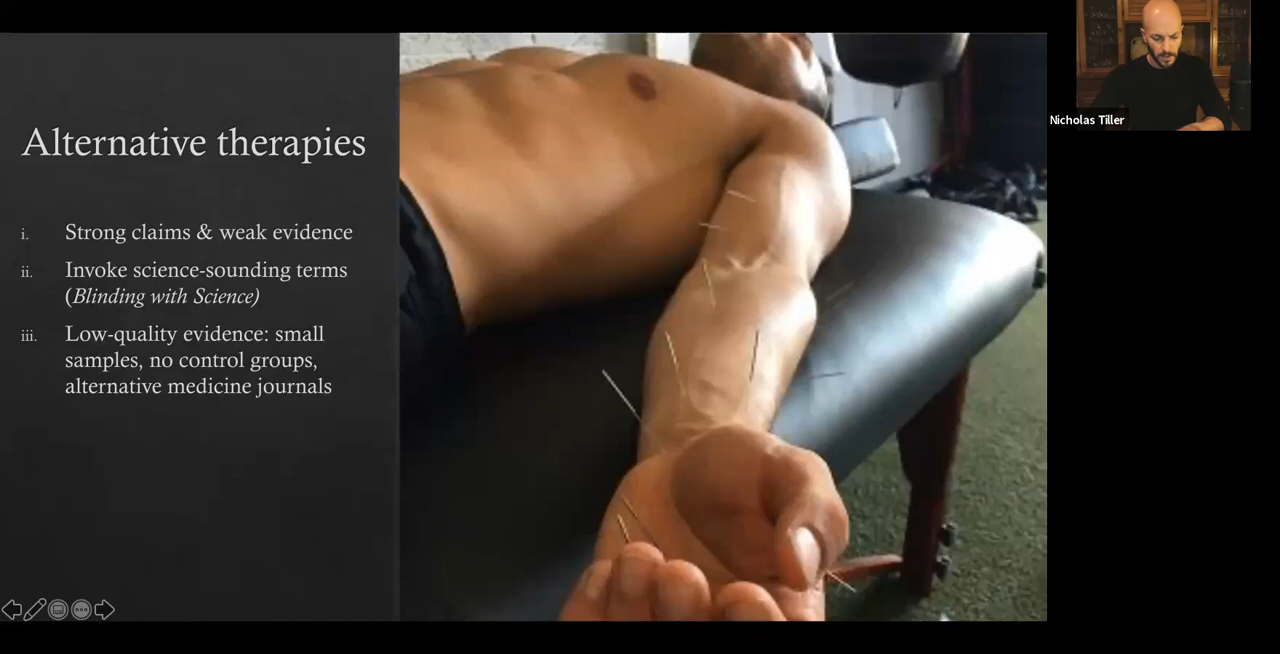 Alternative therapies
i. Strong claims & weak evidence
ii. Invoke science-sounding terms
(Blinding with Science)
iii. Low-quality evidence: small
samples, no control groups,
alternative medicine journals
Nicholas Tiller